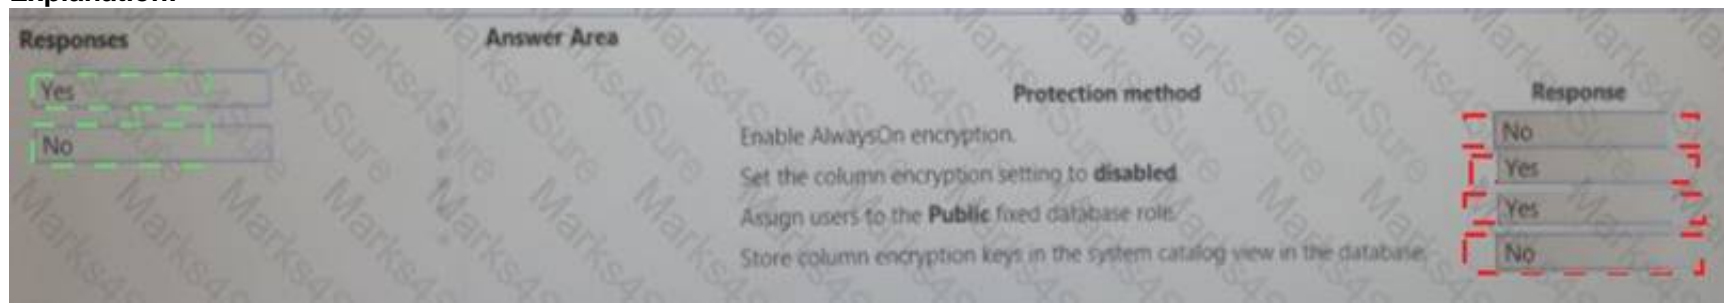 Explanation:
Responses
Answer Area
Yes
No
Protection method
Response
Enable AlwaysOn encryption.
No
Set the column encryption setting to disabled.
Yes
Assign users to the Public fixed database role.
Yes
Store column encryption keys in the system catalog view in the database.
No
Marks4Sure